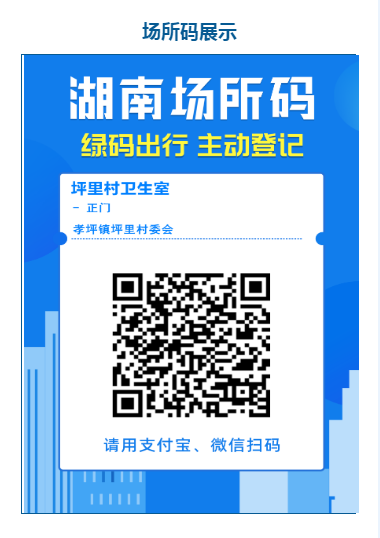 场所码展示
湖南场所码
绿码出行 主动登记
坪里村卫生室
- 正门
孝坪镇坪里村委会
请用支付宝、微信扫码